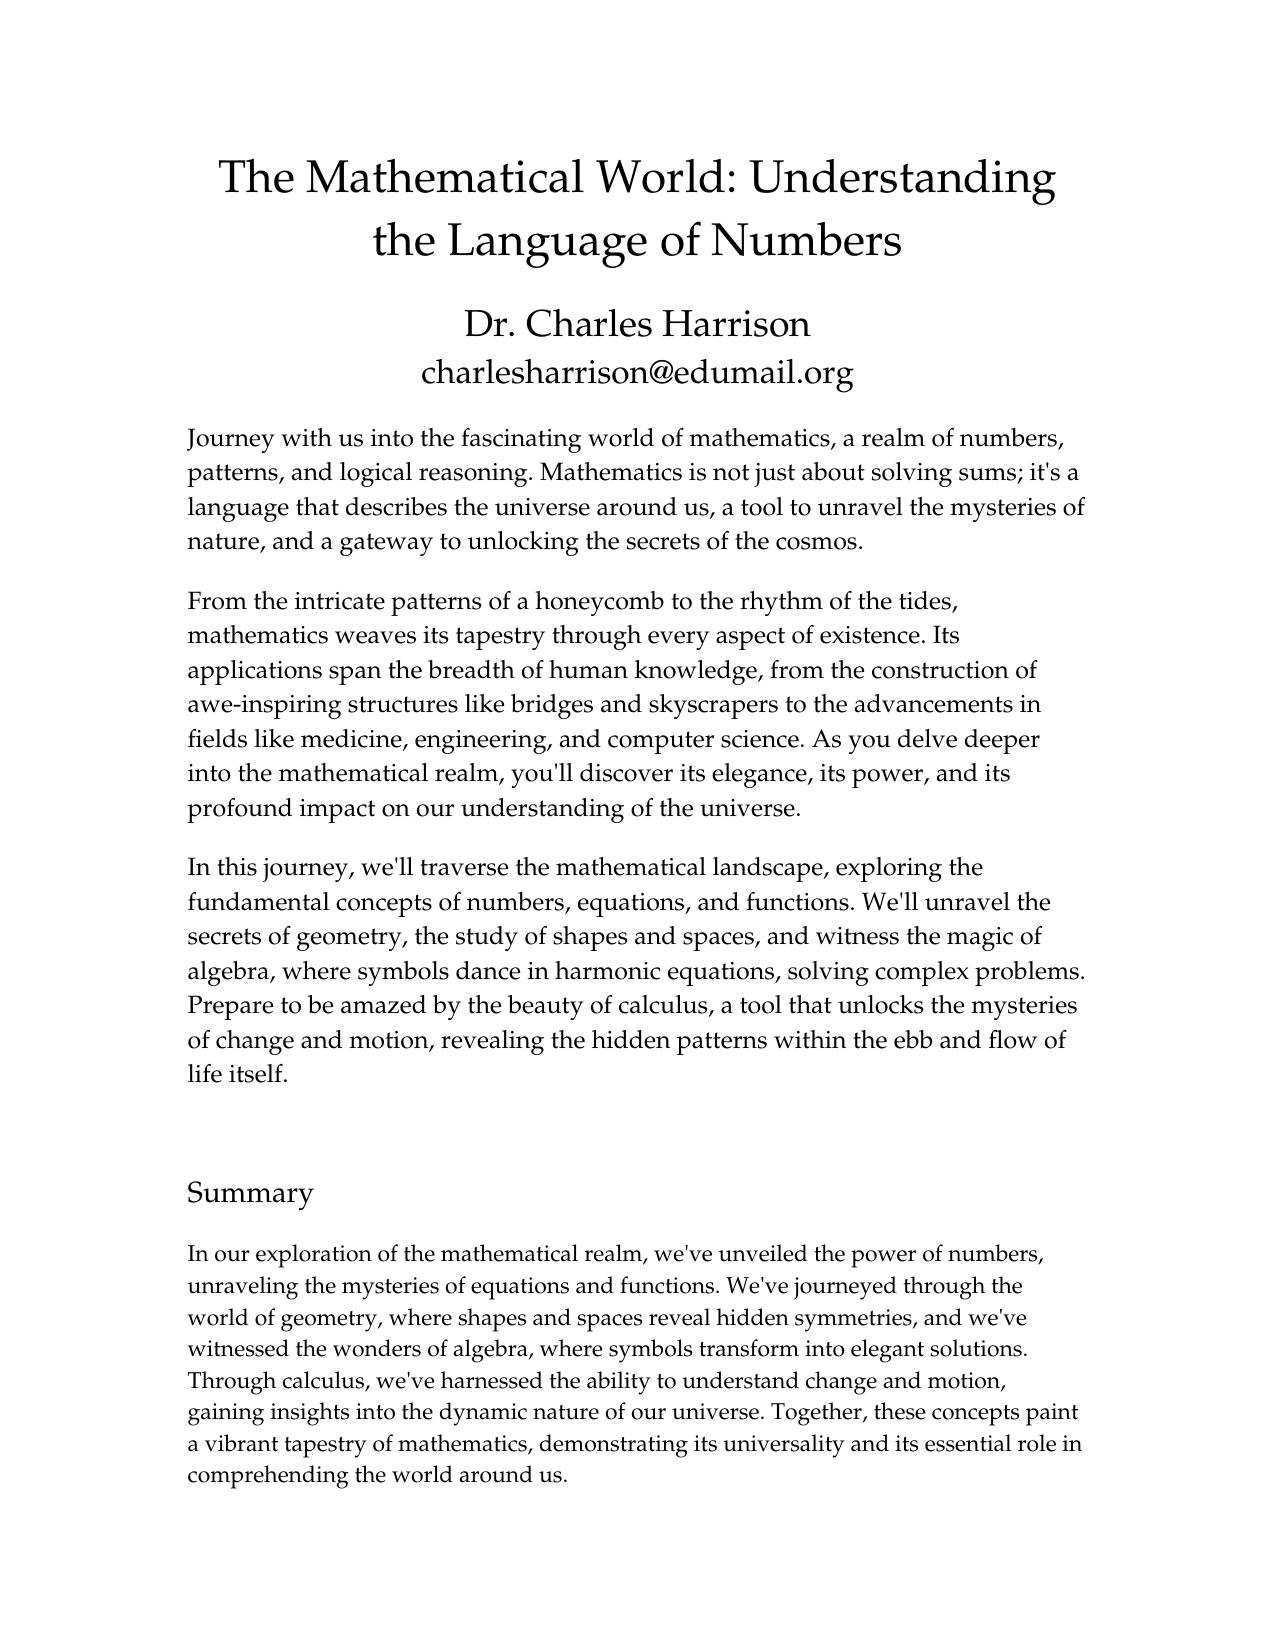 The Mathematical World: Understanding
the Language of Numbers
Dr. Charles Harrison
charlesharrison@edumail.org
Journey with us into the fascinating world of mathematics, a realm of numbers,
patterns, and logical reasoning. Mathematics is not just about solving sums; it's a
language that describes the universe around us, a tool to unravel the mysteries of
nature, and a gateway to unlocking the secrets of the cosmos.
From the intricate patterns of a honeycomb to the rhythm of the tides,
mathematics weaves its tapestry through every aspect of existence. Its
applications span the breadth of human knowledge, from the construction of
awe-inspiring structures like bridges and skyscrapers to the advancements in
fields like medicine, engineering, and computer science. As you delve deeper
into the mathematical realm, you'll discover its elegance, its power, and its
profound impact on our understanding of the universe.
In this journey, we'll traverse the mathematical landscape, exploring the
fundamental concepts of numbers, equations, and functions. We'll unravel the
secrets of geometry, the study of shapes and spaces, and witness the magic of
algebra, where symbols dance in harmonic equations, solving complex problems.
Prepare to be amazed by the beauty of calculus, a tool that unlocks the mysteries
of change and motion, revealing the hidden patterns within the ebb and flow of
life itself.
Summary
In our exploration of the mathematical realm, we've unveiled the power of numbers,
unraveling the mysteries of equations and functions. We've journeyed through the
world of geometry, where shapes and spaces reveal hidden symmetries, and we've
witnessed the wonders of algebra, where symbols transform into elegant solutions.
Through calculus, we've harnessed the ability to understand change and motion,
gaining insights into the dynamic nature of our universe. Together, these concepts paint
a vibrant tapestry of mathematics, demonstrating its universality and its essential role in
comprehending the world around us.